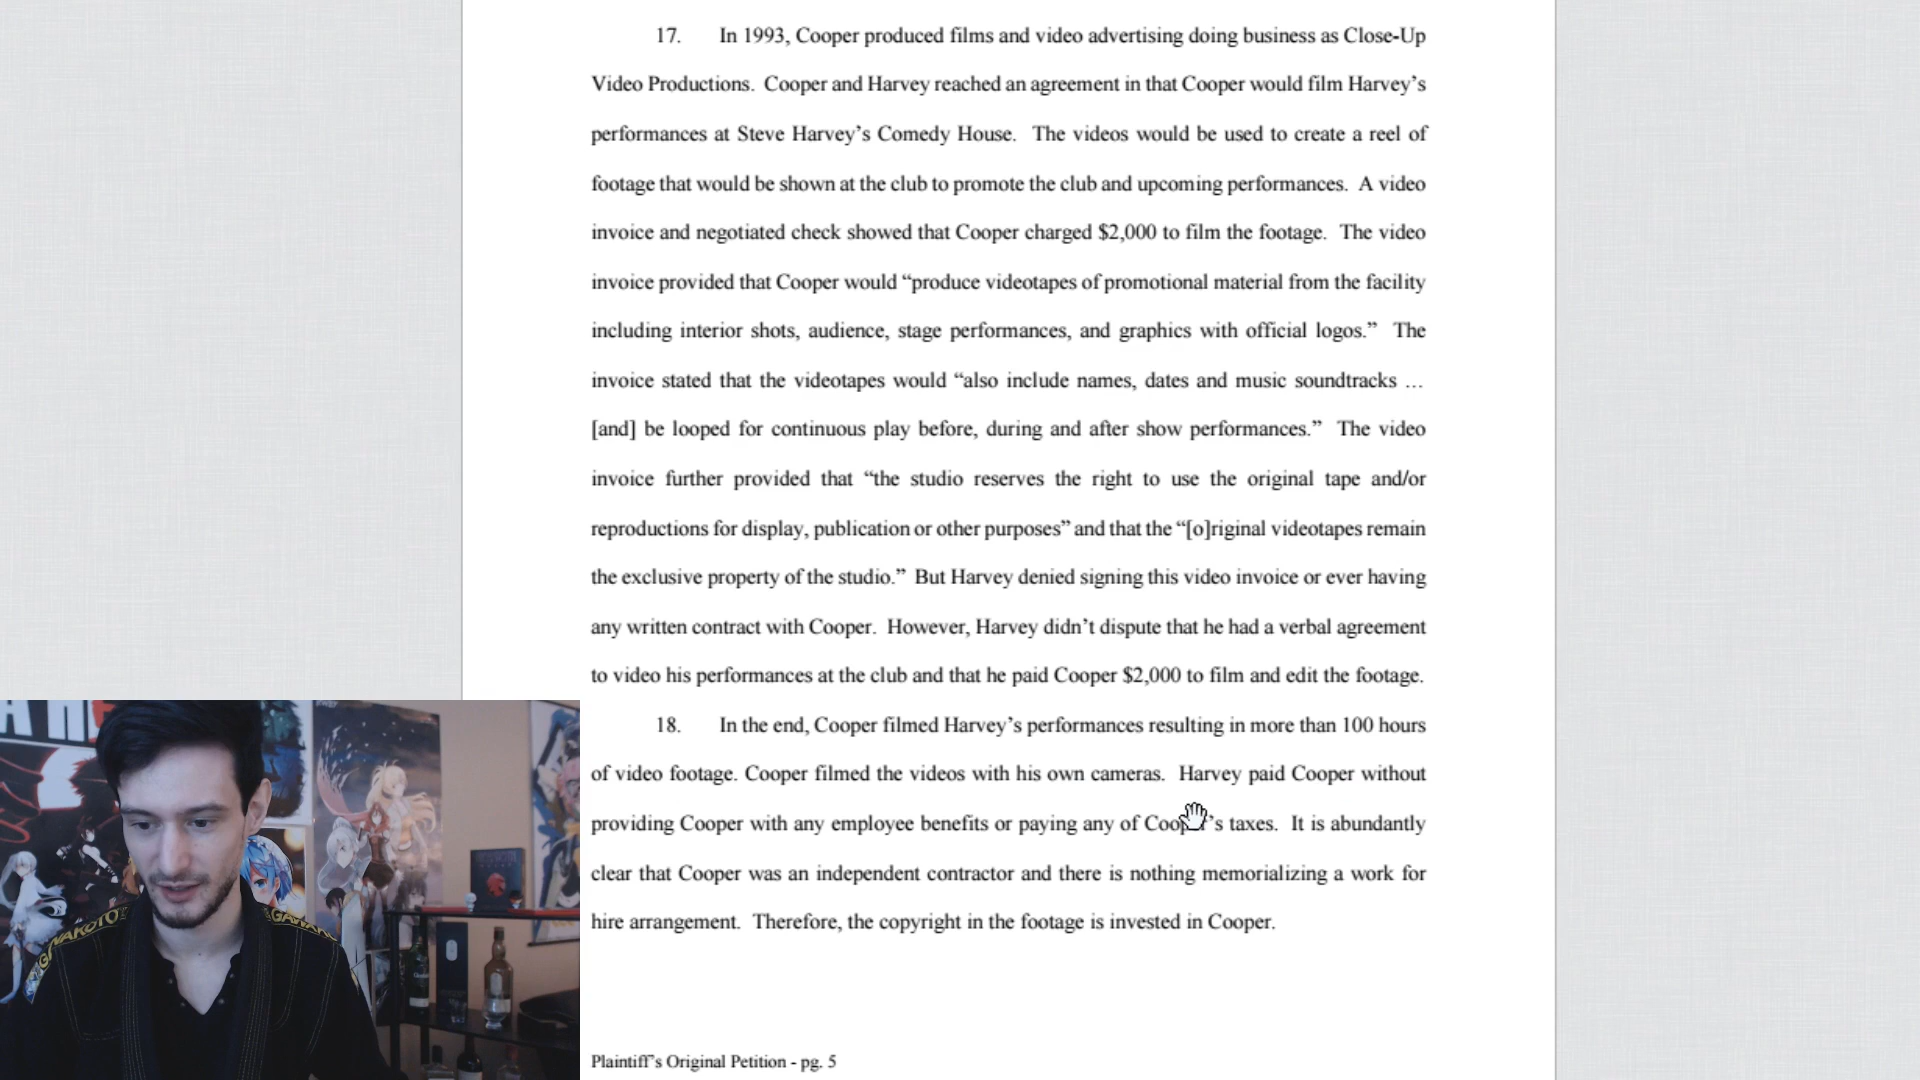 17. In 1993, Cooper produced films and video advertising doing business as Close-Up
Video Productions. Cooper and Harvey reached an agreement in that Cooper would film Harvey’s
performances at Steve Harvey’s Comedy House. The videos would be used to create a reel of
footage that would be shown at the club to promote the club and upcoming performances. A video
invoice and negotiated check showed that Cooper charged $2,000 to film the footage. The video
invoice provided that Cooper would “produce videotapes of promotional material from the facility
including interior shots, audience, stage performances, and graphics with official logos.” The
invoice stated that the videotapes would “also include names, dates and music soundtracks …
[and] be looped for continuous play before, during and after show performances.” The video
invoice further provided that “the studio reserves the right to use the original tape and/or
reproductions for display, publication or other purposes” and that the “[o]riginal videotapes remain
the exclusive property of the studio.” But Harvey denied signing this video invoice or ever having
any written contract with Cooper. However, Harvey didn’t dispute that he had a verbal agreement
to video his performances at the club and that he paid Cooper $2,000 to film and edit the footage.
18. In the end, Cooper filmed Harvey’s performances resulting in more than 100 hours
of video footage. Cooper filmed the videos with his own cameras. Harvey paid Cooper without
providing Cooper with any employee benefits or paying any of Cooper’s taxes. It is abundantly
clear that Cooper was an independent contractor and there is nothing memorializing a work for
hire arrangement. Therefore, the copyright in the footage is invested in Cooper.
Plaintiff’s Original Petition - pg. 5